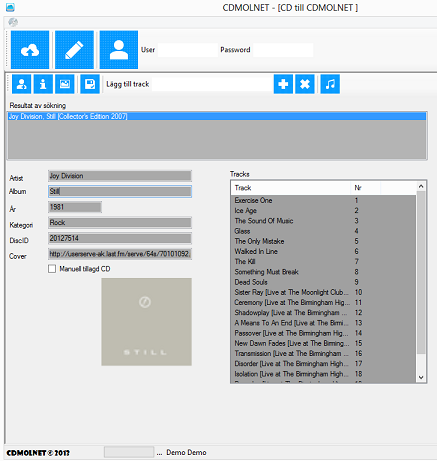 CDMOLNET - [CD till CDMOLNET ]
User
Password
Lägg till track
Resultat av sökning
Joy Division, Still [Collector's Edition 2007]
Artist
Joy Division
Album
Still
År
1981
Kategori
Rock
DiscID
20127514
Cover
http://userserve-ak.last.fm/serve/64s/70101092.
Manuell tillagd CD
STILL
Tracks
Track Nr
Exercise One 1
Ice Age 2
The Sound Of Music 3
Glass 4
The Only Mistake 5
Walked In Line 6
The Kill 7
Something Must Break 8
Dead Souls 9
Sister Ray [Live at The Moonlight Club... 10
Ceremony [Live at The Birmingham Hig... 11
Shadowplay [Live at The Birmingham ... 12
A Means To An End [Live at The Birmi... 13
Passover [Live at The Birmingham Hig... 14
New Dawn Fades [Live at The Birming... 15
Transmission [Live at The Birmingham ... 16
Disorder [Live at The Birmingham High... 17
Isolation [Live at The Birmingham High... 18
CDMOLNET © 2012
... Demo Demo